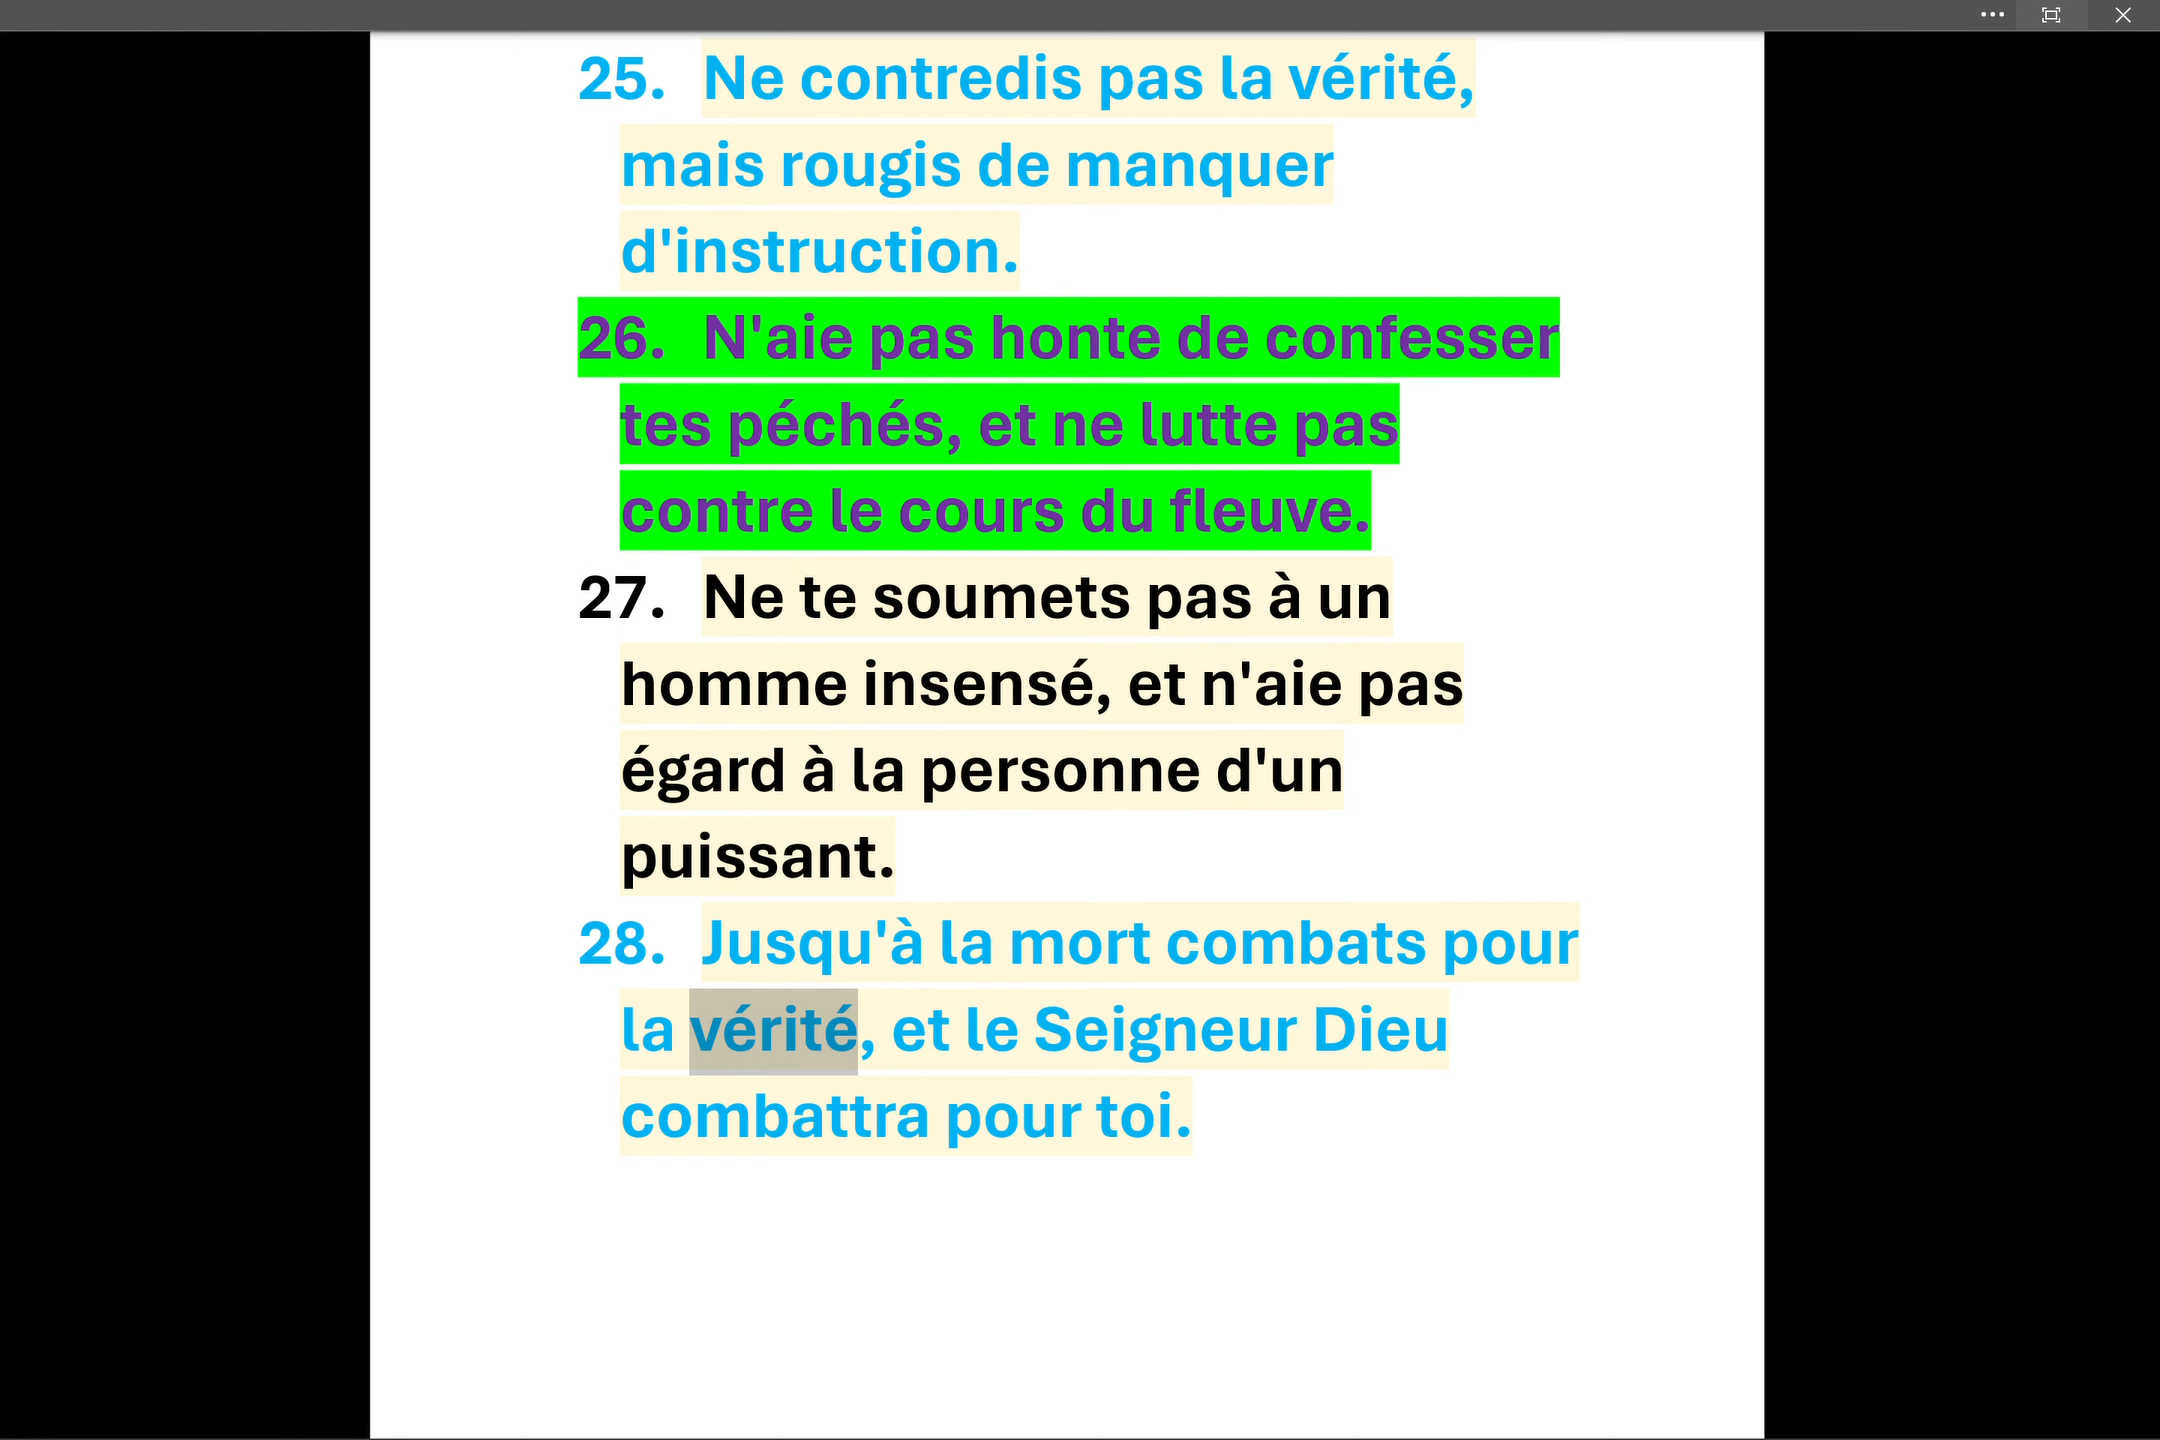 25. Ne contredis pas la vérité,
mais rougis de manquer
d'instruction.
26. N'aie pas honte de confesser
tes péchés, et ne lutte pas
contre le cours du fleuve.
27. Ne te soumets pas à un
homme insensé, et n'aie pas
égard à la personne d'un
puissant.
28. Jusqu'à la mort combats pour
la vérité, et le Seigneur Dieu
combattra pour toi.